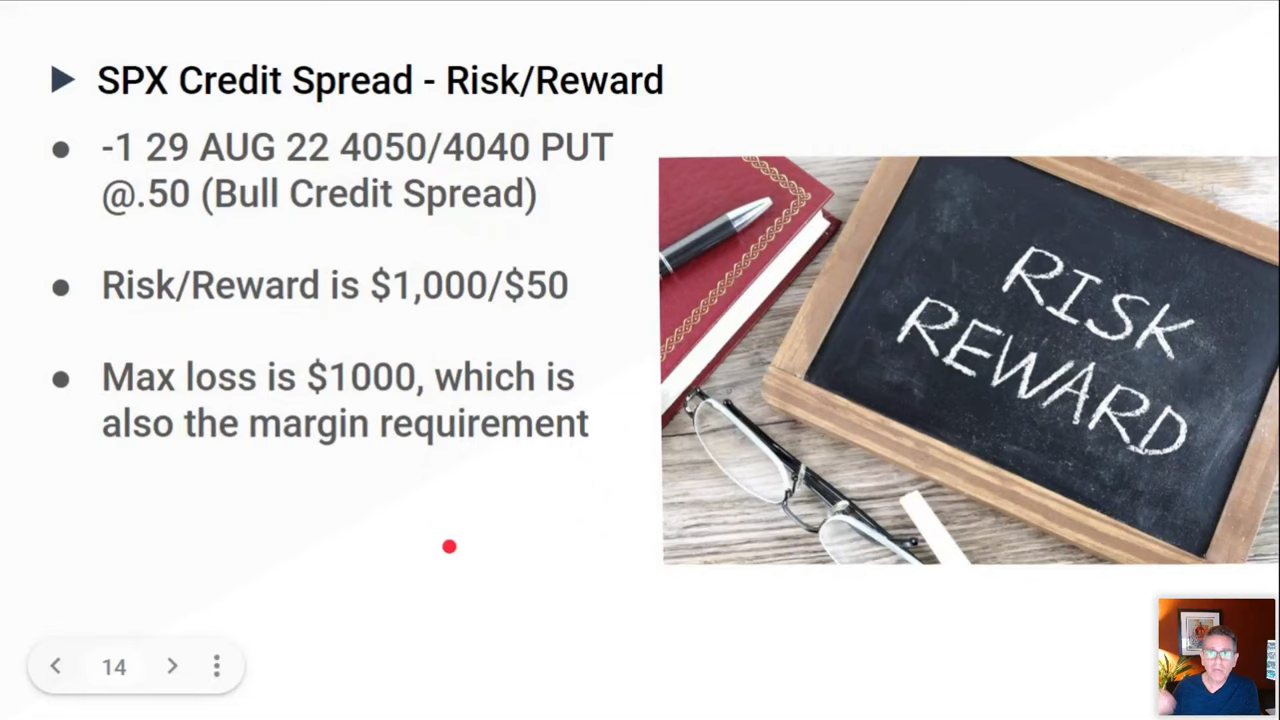 SPX Credit Spread - Risk/Reward
-1 29 AUG 22 4050/4040 PUT
@.50 (Bull Credit Spread)
Risk/Reward is $1,000/$50
Max loss is $1000, which is
also the margin requirement
RISK
REWARD
14